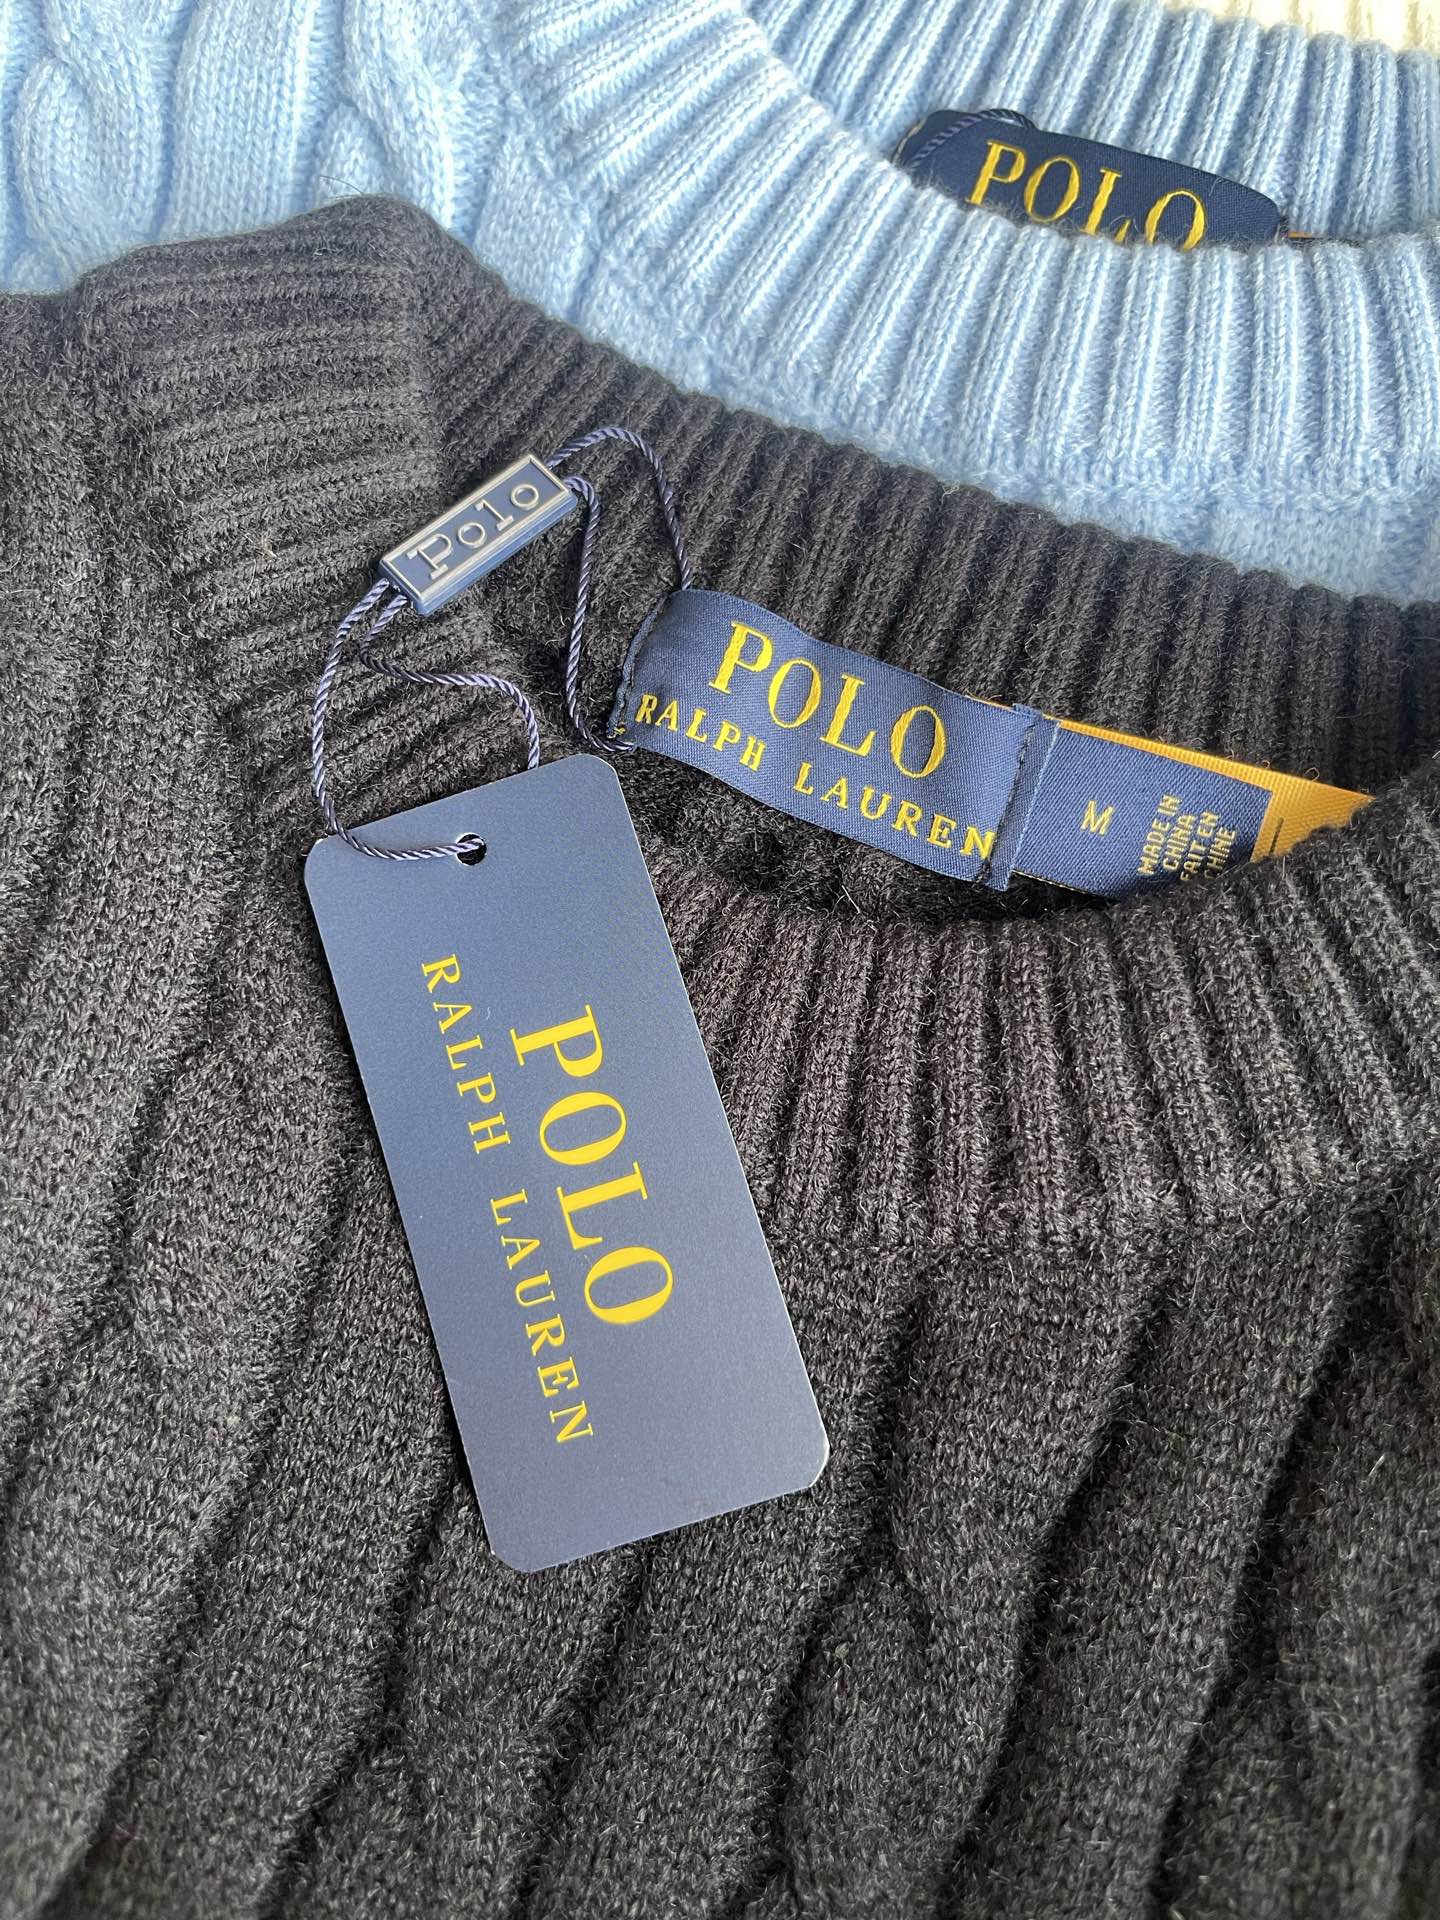 POLO
Polo
POLO
RALPH LAUREN
M
MADE IN
CHINA
FAIT EN
CHINE
POLO
RALPH LAUREN